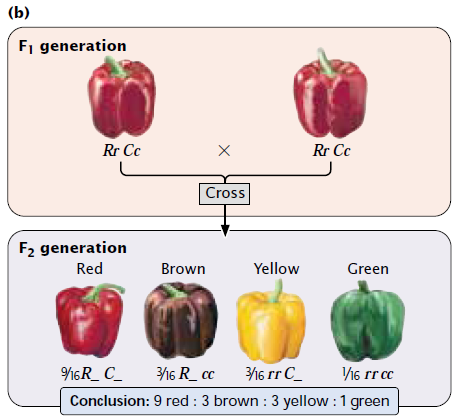 (b)
F1 generation
Rr Cc × Rr Cc
Cross
F2 generation
Red Brown Yellow Green
9/16 R_ C_ 3/16 R_ cc 3/16 rr C_ 1/16 rr cc
Conclusion: 9 red : 3 brown : 3 yellow : 1 green